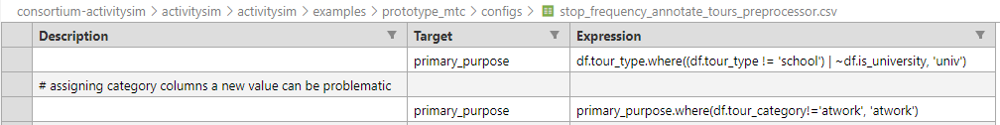 consortium-activitysim > activitysim > activitysim > examples > prototype_mtc > configs > stop_frequency_annotate_tours_preprocessor.csv
Description Target Expression
primary_purpose df.tour_type.where((df.tour_type != 'school') | ~df.is_university, 'univ')
# assigning category columns a new value can be problematic
primary_purpose primary_purpose.where(df.tour_category!='atwork', 'atwork')